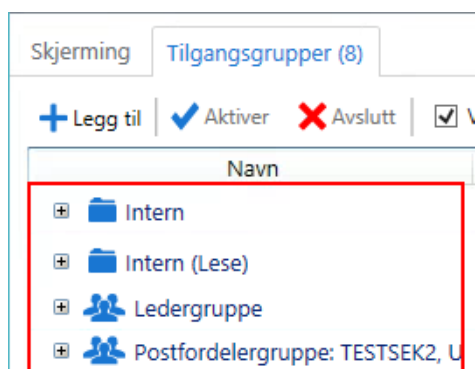 Skjerming Tilgangsgrupper (8)
Legg til Aktiver Avslutt
Navn
Intern
Intern (Lese)
Ledergruppe
Postfordelergruppe: TESTSEK2, U